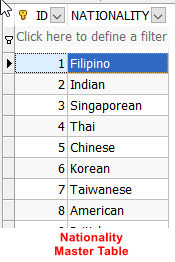 ID NATIONALITY
Click here to define a filter
1 Filipino
2 Indian
3 Singaporean
4 Thai
5 Chinese
6 Korean
7 Taiwanese
8 American
Nationality
Master Table